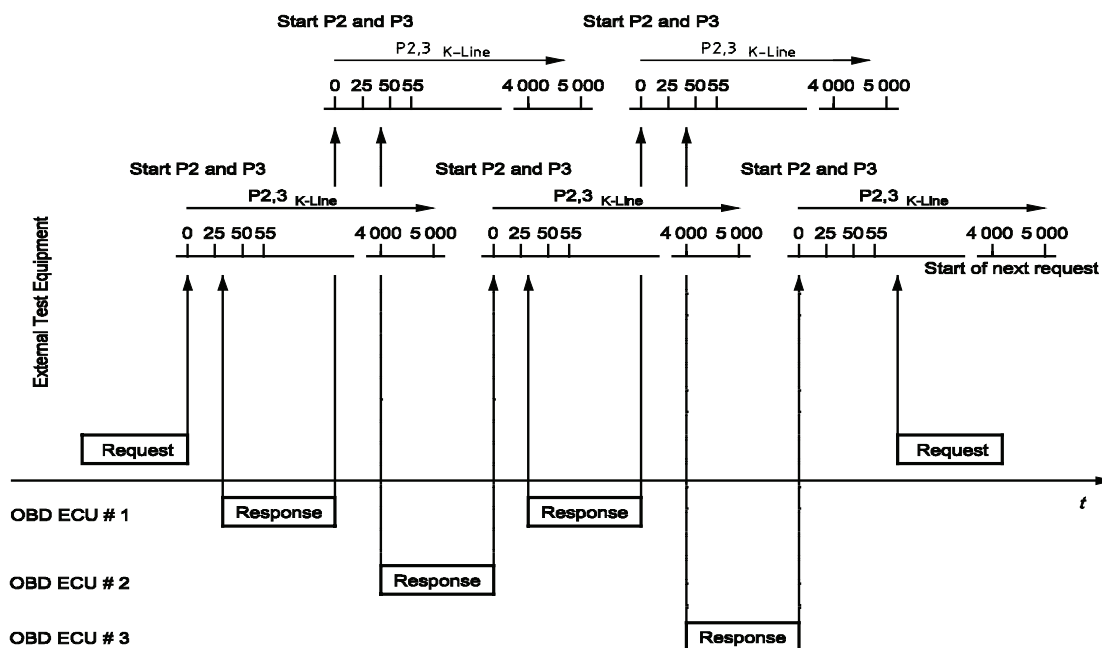 Start P2 and P3 Start P2 and P3
P2,3 K-Line P2,3 K-Line
0 25 50 55 4 000 5 000 0 25 50 55 4 000 5 000
Start P2 and P3 Start P2 and P3 Start P2 and P3
P2,3 K-Line P2,3 K-Line P2,3 K-Line
0 25 50 55 4 000 5 000 0 25 50 55 4 000 5 000 0 25 50 55 4 000 5 000
Start of next request
External Test Equipment
Request Request
t
OBD ECU # 1 Response Response
OBD ECU # 2 Response
OBD ECU # 3 Response